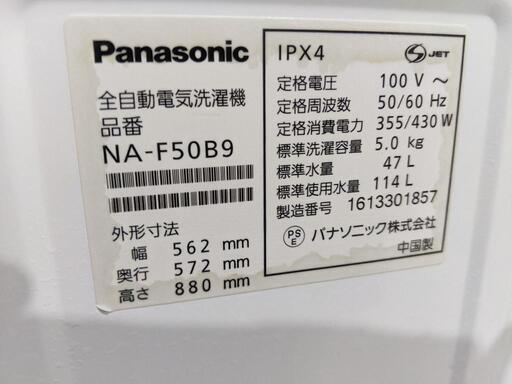 Panasonic
全自動電気洗濯機
品番
NA-F50B9
外形寸法
幅 562 mm
奥行 572 mm
高さ 880 mm
IPX4
S JET
定格電圧 100 V ～
定格周波数 50/60 Hz
定格消費電力 355/430 W
標準洗濯容量 5.0 kg
標準水量 47 L
標準使用水量 114 L
製造番号 1613301857
PS E パナソニック株式会社
中国製